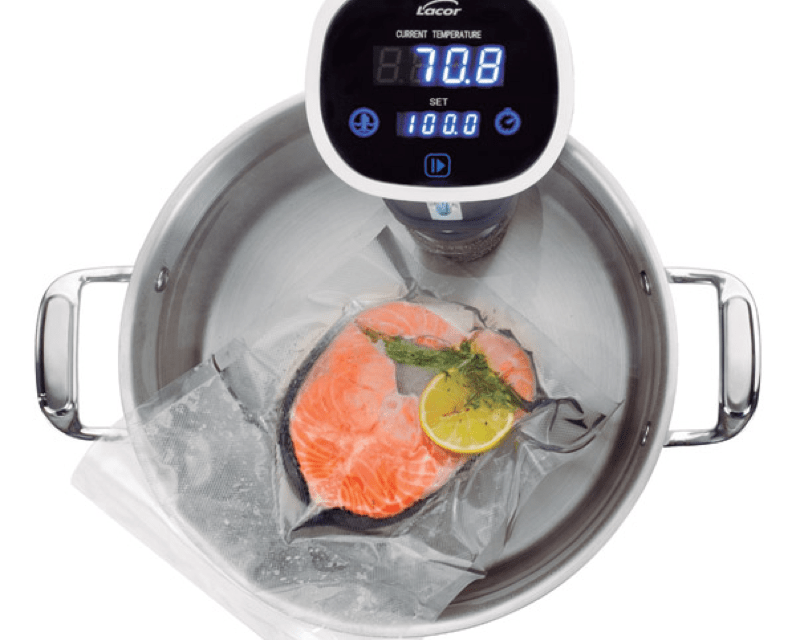 Lacor
CURRENT TEMPERATURE
70.8
SET
100.0